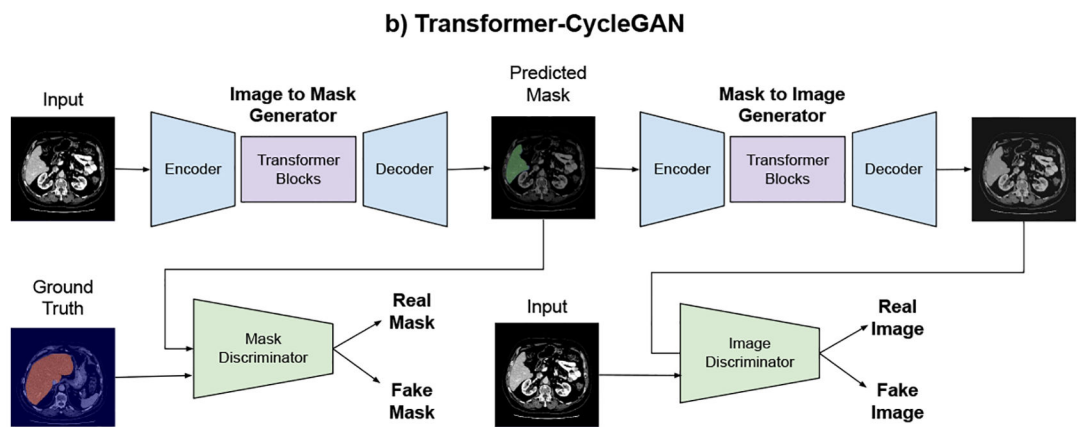 b) Transformer-CycleGAN
Input
Image to Mask
Generator
Predicted
Mask
Mask to Image
Generator
Encoder
Transformer
Blocks
Decoder
Encoder
Transformer
Blocks
Decoder
Ground
Truth
Mask
Discriminator
Real
Mask
Fake
Mask
Input
Image
Discriminator
Real
Image
Fake
Image